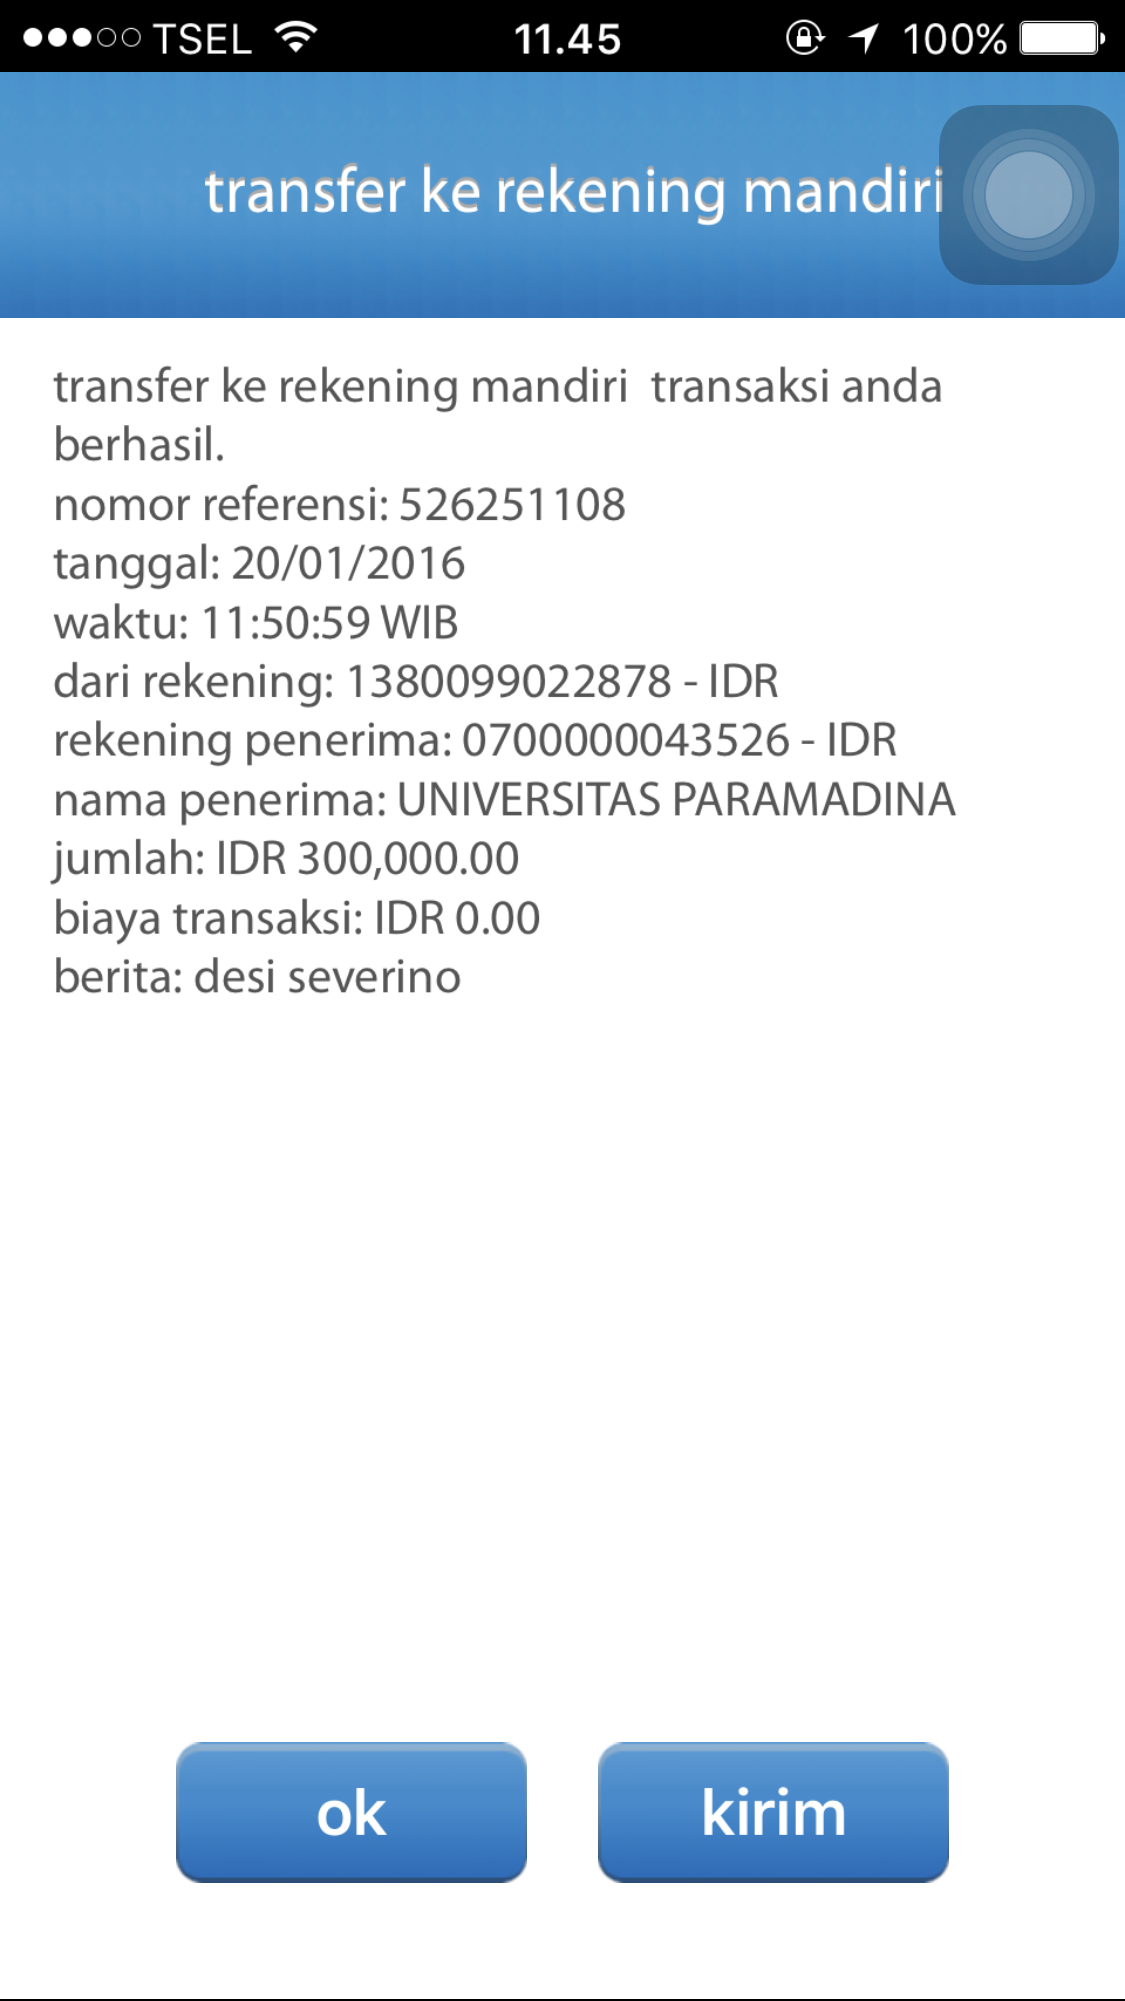 TSEL 11.45 100%
transfer ke rekening mandiri
transfer ke rekening mandiri  transaksi anda
berhasil.
nomor referensi: 526251108
tanggal: 20/01/2016
waktu: 11:50:59 WIB
dari rekening: 1380099022878 - IDR
rekening penerima: 0700000043526 - IDR
nama penerima: UNIVERSITAS PARAMADINA
jumlah: IDR 300,000.00
biaya transaksi: IDR 0.00
berita: desi severino
ok kirim